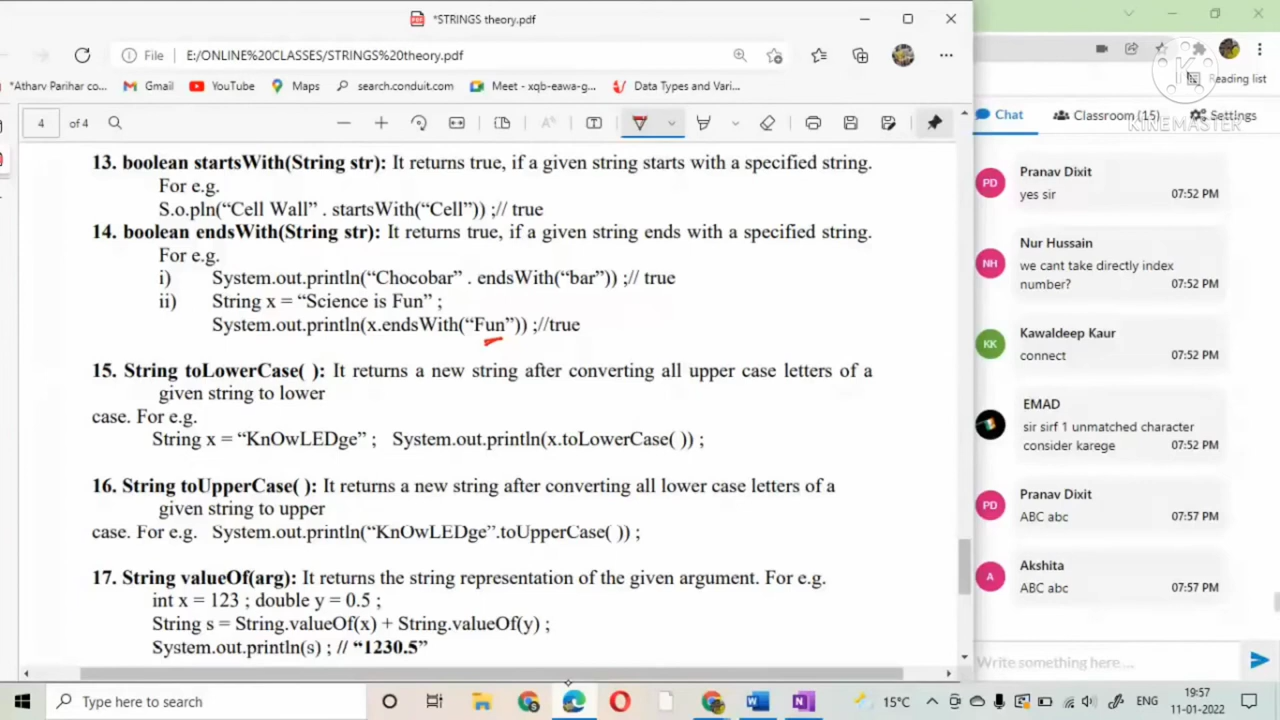 *STRINGS theory.pdf
File E:/ONLINE%20CLASSES/STRINGS%20theory.pdf
*Atharv Parihar co... Gmail YouTube Maps search.conduit.com Meet - xqb-eawa-g... Data Types and Vari...
Reading list
KINEMASTER
4 of 4
13. boolean startsWith(String str): It returns true, if a given string starts with a specified string.
For e.g.
S.o.pln(“Cell Wall” . startsWith(“Cell”)) ;// true
14. boolean endsWith(String str): It returns true, if a given string ends with a specified string.
For e.g.
i) System.out.println(“Chocobar” . endsWith(“bar”)) ;// true
ii) String x = “Science is Fun” ;
System.out.println(x.endsWith(“Fun”)) ;//true
15. String toLowerCase( ): It returns a new string after converting all upper case letters of a
given string to lower
case. For e.g.
String x = “KnOwLEDge” ; System.out.println(x.toLowerCase( )) ;
16. String toUpperCase( ): It returns a new string after converting all lower case letters of a
given string to upper
case. For e.g. System.out.println(“KnOwLEDge”.toUpperCase( )) ;
17. String valueOf(arg): It returns the string representation of the given argument. For e.g.
int x = 123 ; double y = 0.5 ;
String s = String.valueOf(x) + String.valueOf(y) ;
System.out.println(s) ; // “1230.5”
Chat Classroom (15) Settings
PD Pranav Dixit
yes sir 07:52 PM
NH Nur Hussain
we cant take directly index
number? 07:52 PM
KK Kawaldeep Kaur
connect 07:52 PM
EMAD
sir sirf 1 unmatched character
consider karege 07:52 PM
PD Pranav Dixit
ABC abc 07:57 PM
A Akshita
ABC abc 07:57 PM
Write something here...
Type here to search
15°C ENG 19:57
11-01-2022